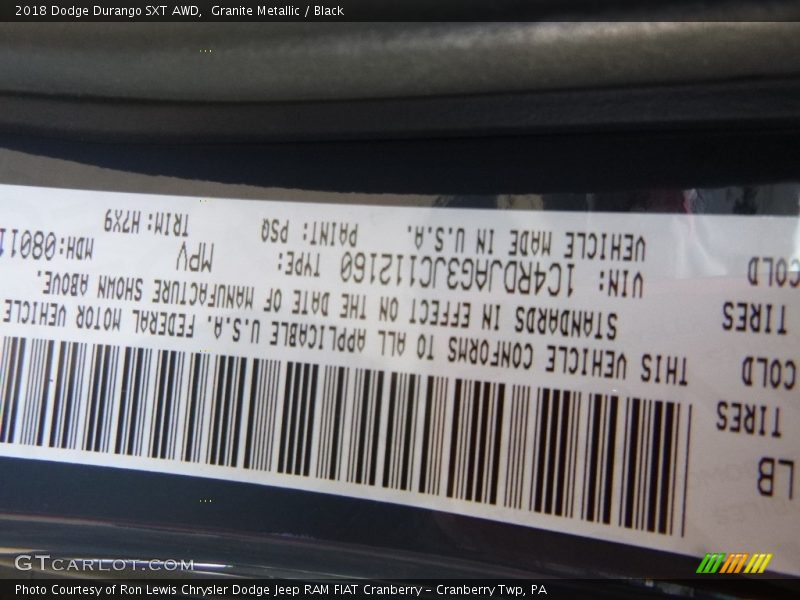 2018 Dodge Durango SXT AWD,  Granite Metallic / Black
THIS VEHICLE CONFORMS TO ALL APPLICABLE U.S.A. FEDERAL MOTOR VEHICLE
STANDARDS IN EFFECT ON THE DATE OF MANUFACTURE SHOWN ABOVE.
VIN: 1C4RDJAG3JC112160 TYPE: MPV MDH:08011
VEHICLE MADE IN U.S.A. PAINT: PSQ TRIM: H7X9
LB
TIRES
COLD
TIRES
COLD
GTCARLOT.COM
Photo Courtesy of Ron Lewis Chrysler Dodge Jeep RAM FIAT Cranberry – Cranberry Twp, PA